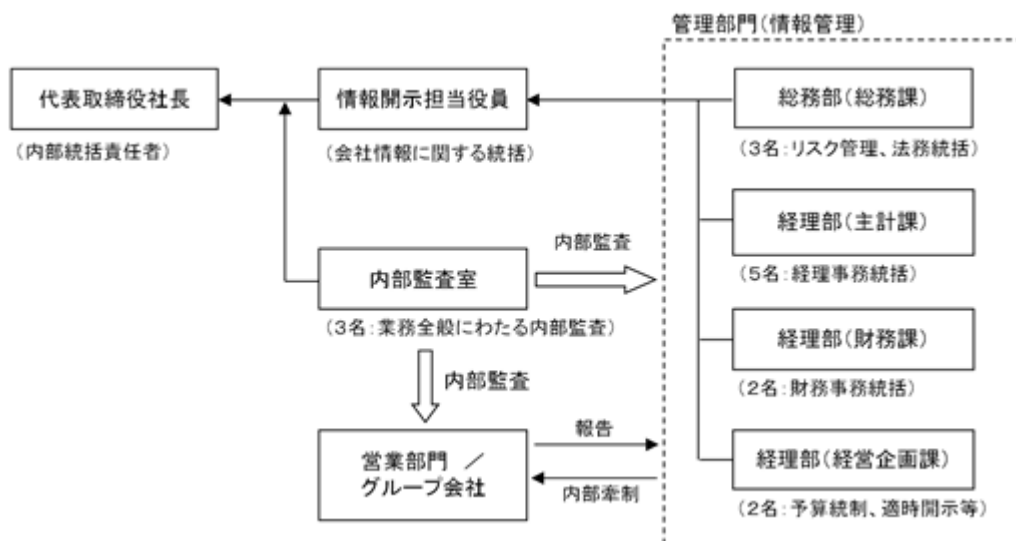 管理部門(情報管理)
代表取締役社長
(内部統括責任者)
情報開示担当役員
(会社情報に関する統括)
総務部(総務課)
(3名:リスク管理、法務統括)
経理部(主計課)
(5名:経理事務統括)
内部監査
内部監査室
(3名:業務全般にわたる内部監査)
経理部(財務課)
(2名:財務事務統括)
内部監査
営業部門 /
グループ会社
報告
内部牽制
経理部(経営企画課)
(2名:予算統制、適時開示等)